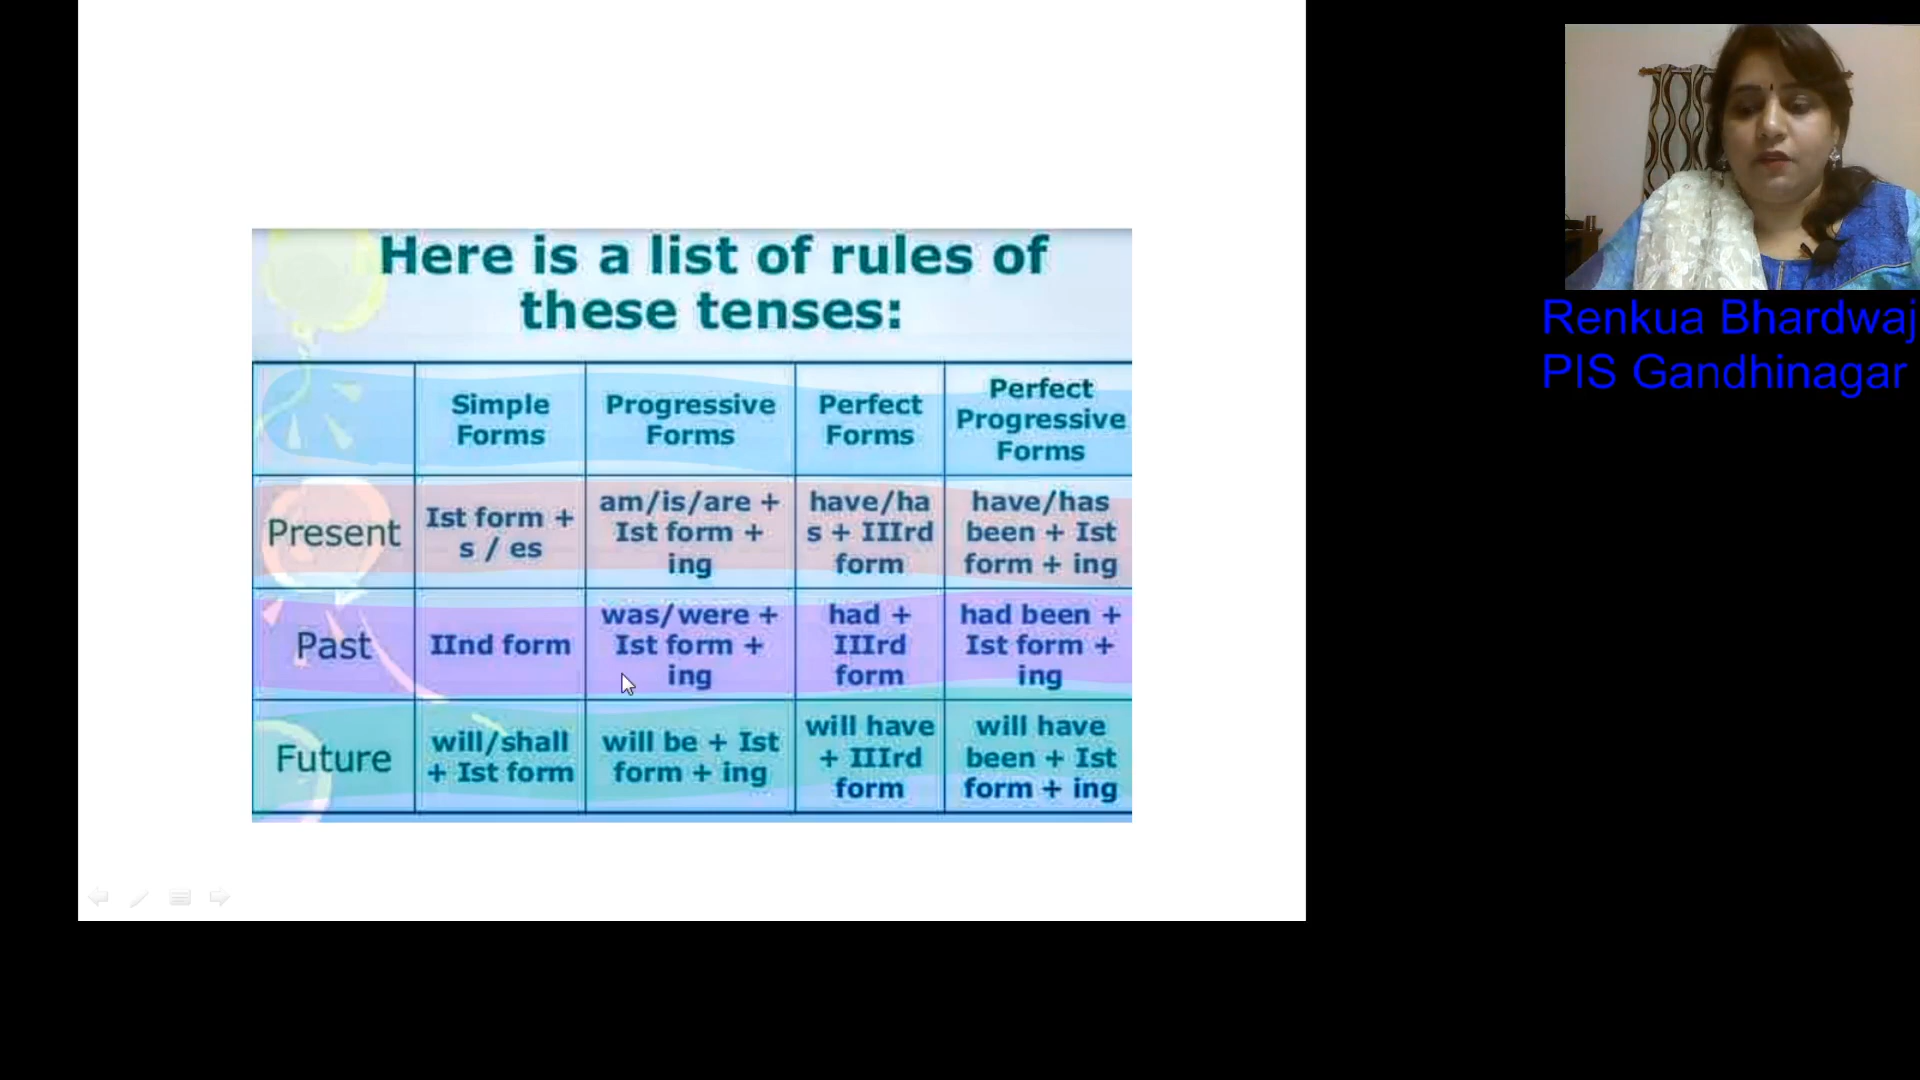 Here is a list of rules of
these tenses:
Simple
Forms
Progressive
Forms
Perfect
Forms
Perfect
Progressive
Forms
Present
Ist form +
s / es
am/is/are +
Ist form +
ing
have/ha
s + IIIrd
form
have/has
been + Ist
form + ing
Past
IInd form
was/were +
Ist form +
ing
had +
IIIrd
form
had been +
Ist form +
ing
Future
will/shall
+ Ist form
will be + Ist
form + ing
will have
+ IIIrd
form
will have
been + Ist
form + ing
Renkua Bhardwaj
PIS Gandhinagar